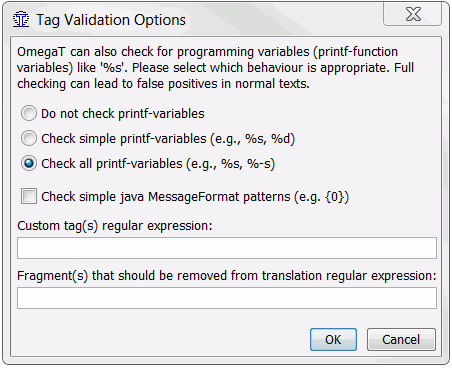 Tag Validation Options
OmegaT can also check for programming variables (printf-function
variables) like '%s'. Please select which behaviour is appropriate. Full
checking can lead to false positives in normal texts.
Do not check printf-variables
Check simple printf-variables (e.g., %s, %d)
Check all printf-variables (e.g., %s, %-s)
Check simple java MessageFormat patterns (e.g. {0})
Custom tag(s) regular expression:
Fragment(s) that should be removed from translation regular expression:
OK Cancel